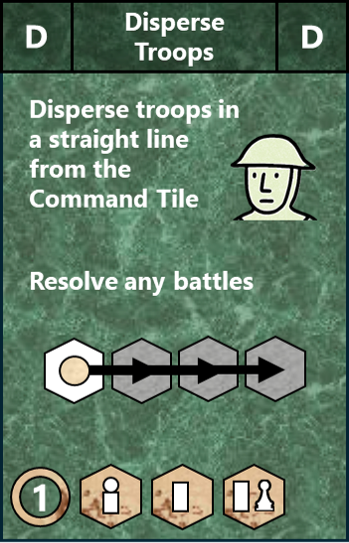 D Disperse D
Troops
Disperse troops in
a straight line
from the
Command Tile
Resolve any battles
1